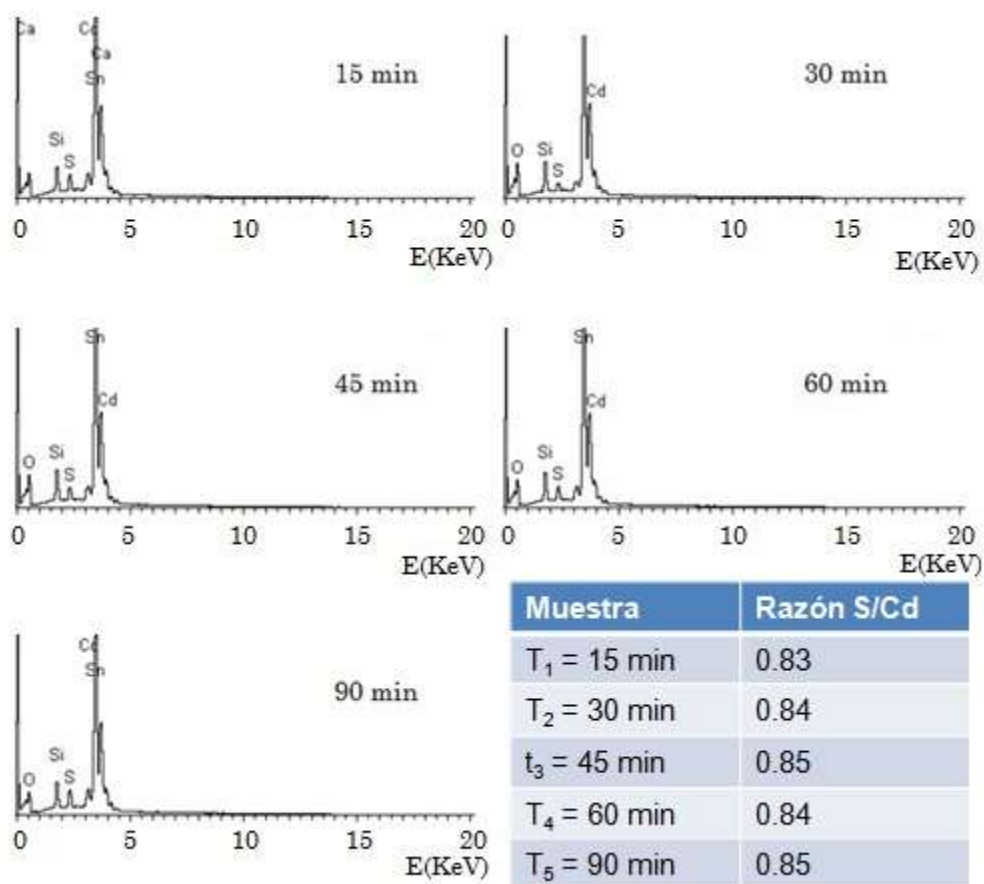 Ca
Cd
Ca
Sn
Si
S
15 min
0 5 10 15 20
E(KeV)
Cd
O
Si
S
30 min
0 5 10 15 20
E(KeV)
Sn
Cd
O
Si
S
45 min
0 5 10 15 20
E(KeV)
Sn
Cd
O
Si
S
60 min
0 5 10 15 20
E(KeV)
Cd
Sn
O
Si
S
90 min
0 5 10 15 20
E(KeV)
Muestra Razón S/Cd
T₁ = 15 min 0.83
T₂ = 30 min 0.84
t₃ = 45 min 0.85
T₄ = 60 min 0.84
T₅ = 90 min 0.85